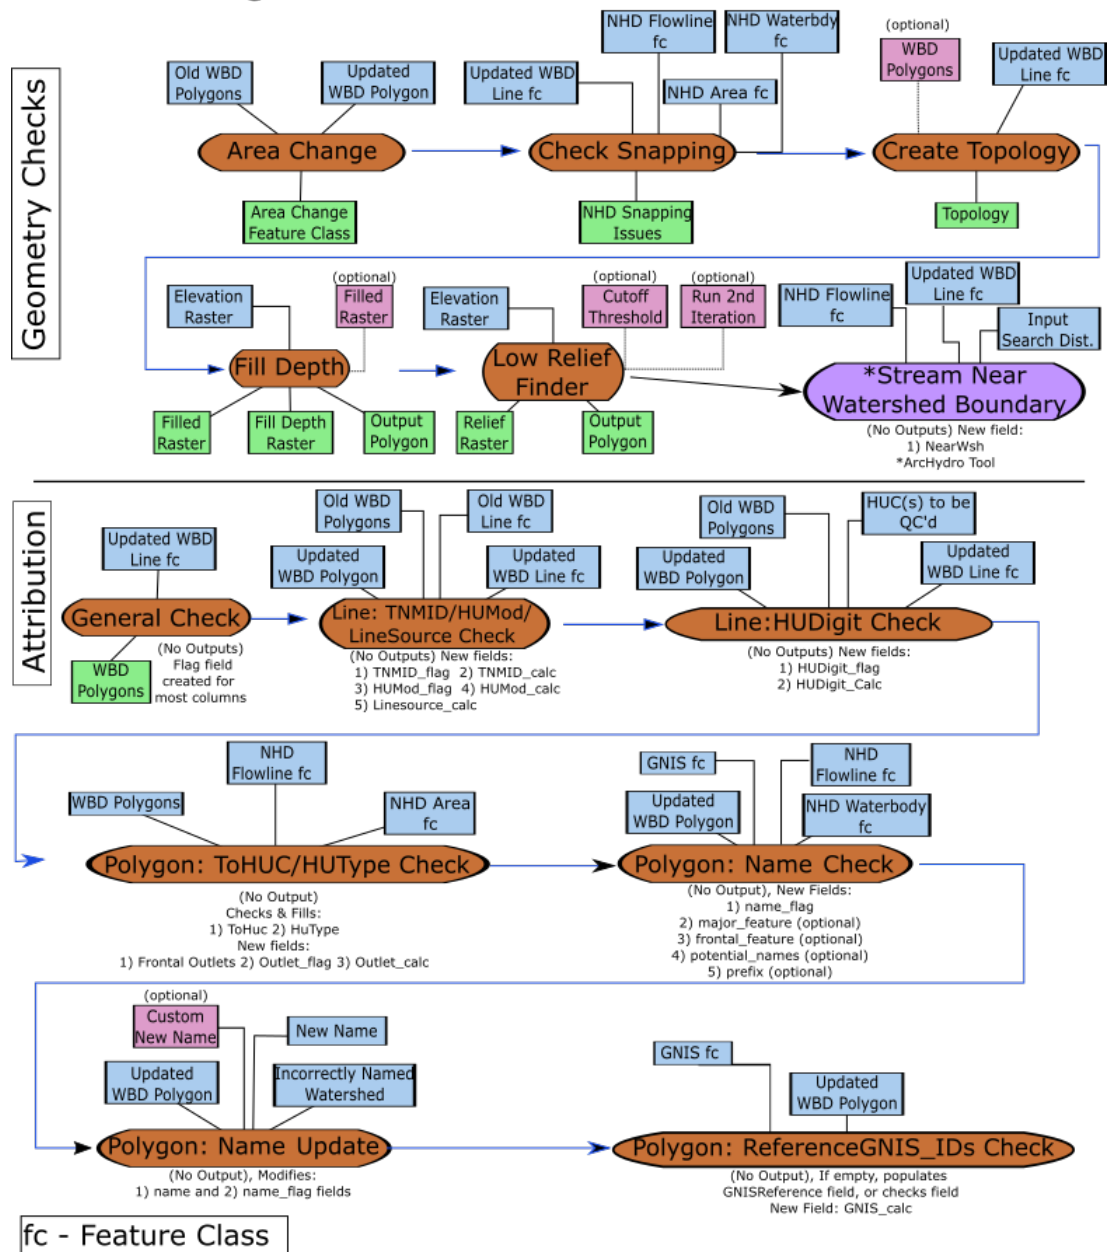 Geometry Checks
Old WBD
Polygons
Updated
WBD Polygon
Area Change
Area Change
Feature Class
Updated WBD
Line fc
NHD Flowline
fc
NHD Waterbdy
fc
NHD Area fc
Check Snapping
NHD Snapping
Issues
(optional)
WBD
Polygons
Updated WBD
Line fc
Create Topology
Topology
Elevation
Raster
(optional)
Filled
Raster
Fill Depth
Filled
Raster
Fill Depth
Raster
Output
Polygon
Elevation
Raster
(optional)
Cutoff
Threshold
(optional)
Run 2nd
Iteration
Low Relief
Finder
Relief
Raster
Output
Polygon
NHD Flowline
fc
Updated WBD
Line fc
Input
Search Dist.
*Stream Near
Watershed Boundary
(No Outputs) New field:
1) NearWsh
*ArcHydro Tool
Attribution
Updated WBD
Line fc
General Check
WBD
Polygons
(No Outputs)
Flag field
created for
most columns
Old WBD
Polygons
Old WBD
Line fc
Updated
WBD Polygon
Updated
WBD Line fc
Line: TNMID/HUMod/
LineSource Check
(No Outputs) New fields:
1) TNMID_flag 2) TNMID_calc
3) HUMod_flag 4) HUMod_calc
5) Linesource_calc
Old WBD
Polygons
HUC(s) to be
QC'd
Updated
WBD Polygon
Updated
WBD Line fc
Line:HUDigit Check
(No Outputs) New fields:
1) HUDigit_flag
2) HUDigit_Calc
WBD Polygons
NHD
Flowline fc
NHD Area
fc
Polygon: ToHUC/HUType Check
(No Output)
Checks & Fills:
1) ToHuc 2) HuType
New fields:
1) Frontal Outlets 2) Outlet_flag 3) Outlet_calc
GNIS fc
NHD
Flowline fc
Updated
WBD Polygon
NHD Waterbody
fc
Polygon: Name Check
(No Output), New Fields:
1) name_flag
2) major_feature (optional)
3) frontal_feature (optional)
4) potential_names (optional)
5) prefix (optional)
(optional)
Custom
New Name
New Name
Updated
WBD Polygon
Incorrectly Named
Watershed
Polygon: Name Update
(No Output), Modifies:
1) name and 2) name_flag fields
GNIS fc
Updated
WBD Polygon
Polygon: ReferenceGNIS_IDs Check
(No Output), If empty, populates
GNISReference field, or checks field
New Field: GNIS_calc
fc - Feature Class